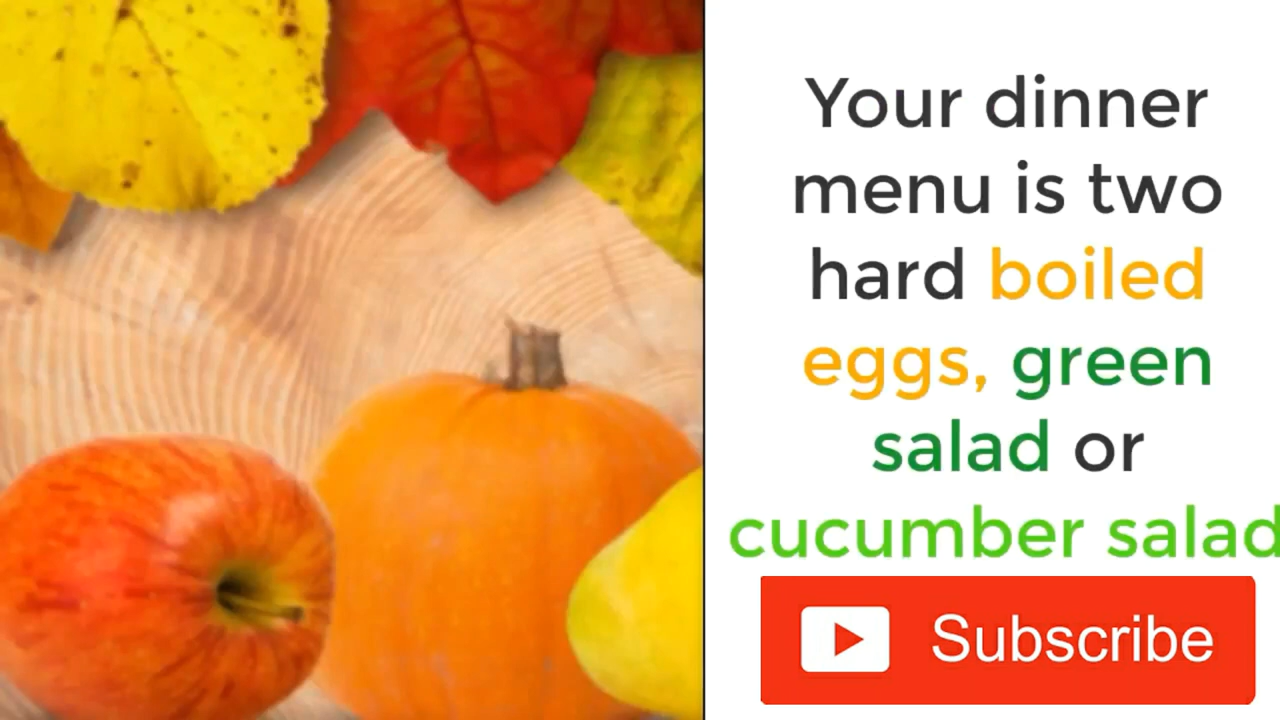 Your dinner
menu is two
hard boiled
eggs, green
salad or
cucumber salad
Subscribe